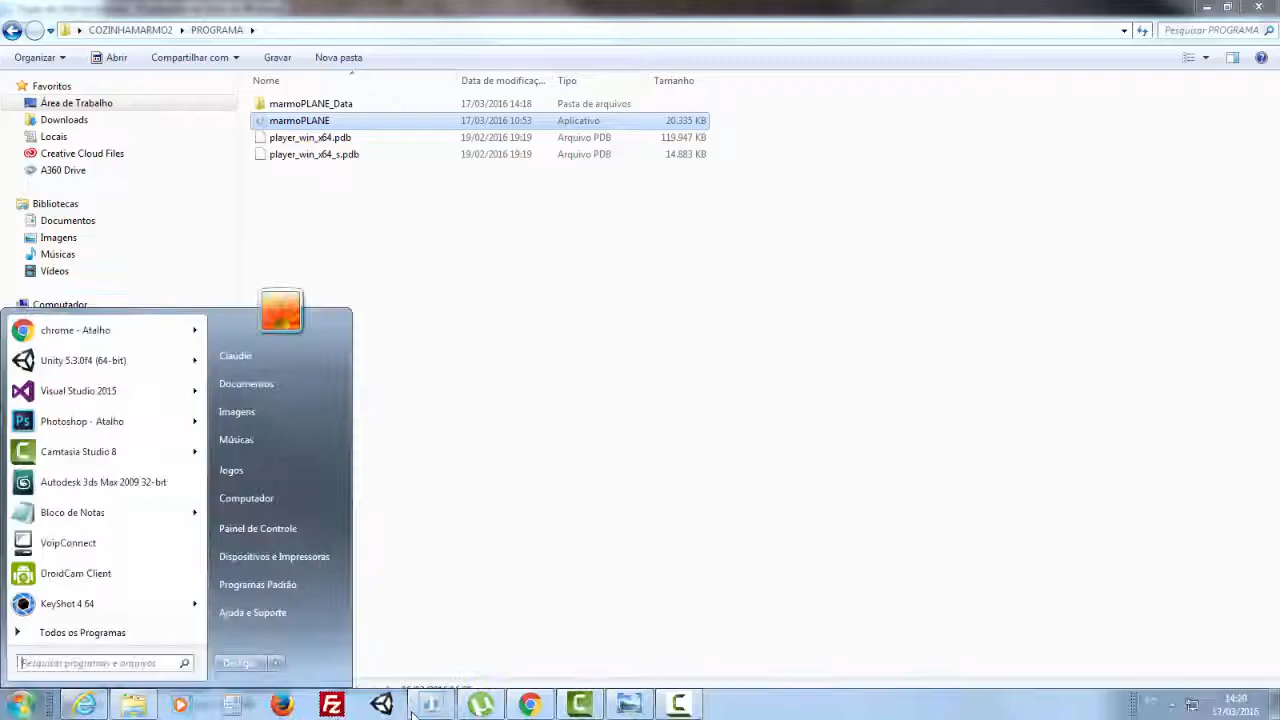 COZINHAMARMO2 ▸ PROGRAMA ▸
Pesquisar PROGRAMA
Organizar Abrir Compartilhar com Gravar Nova pasta
Nome Data de modificaç... Tipo Tamanho
Favoritos
Área de Trabalho
Downloads
Locais
Creative Cloud Files
A360 Drive
Bibliotecas
Documentos
Imagens
Músicas
Vídeos
Computador
marmoPLANE_Data 17/03/2016 14:18 Pasta de arquivos
marmoPLANE 17/03/2016 10:53 Aplicativo 20.335 KB
player_win_x64.pdb 19/02/2016 19:19 Arquivo PDB 119.947 KB
player_win_x64_s.pdb 19/02/2016 19:19 Arquivo PDB 14.883 KB
chrome - Atalho
Unity 5.3.0f4 (64-bit)
Visual Studio 2015
Photoshop - Atalho
Camtasia Studio 8
Autodesk 3ds Max 2009 32-bit
Bloco de Notas
VoipConnect
DroidCam Client
KeyShot 4 64
Todos os Programas
Pesquisar programas e arquivos
Claudio
Documentos
Imagens
Músicas
Jogos
Computador
Painel de Controle
Dispositivos e Impressoras
Programas Padrão
Ajuda e Suporte
Desligar
14:20
17/03/2016